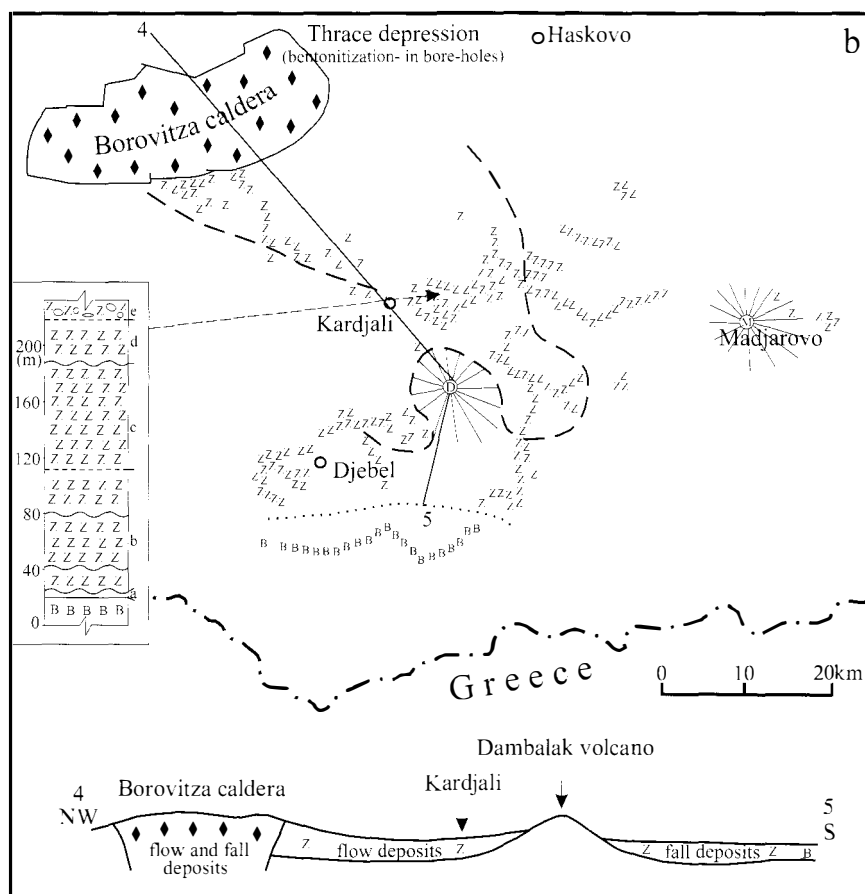 b
4
Thrace depression
(bentonitization- in bore-holes)
Haskovo
Borovitza caldera
Kardjali
M
Madjarovo
D
Djebel
5
e
d
200
(m)
160
c
120
80
b
40
a
0
B B B B B
Greece
0 10 20km
Dambalak volcano
Kardjali
Borovitza caldera
4
NW
5
S
flow and fall
deposits
Z flow deposits Z
Z fall deposits Z B